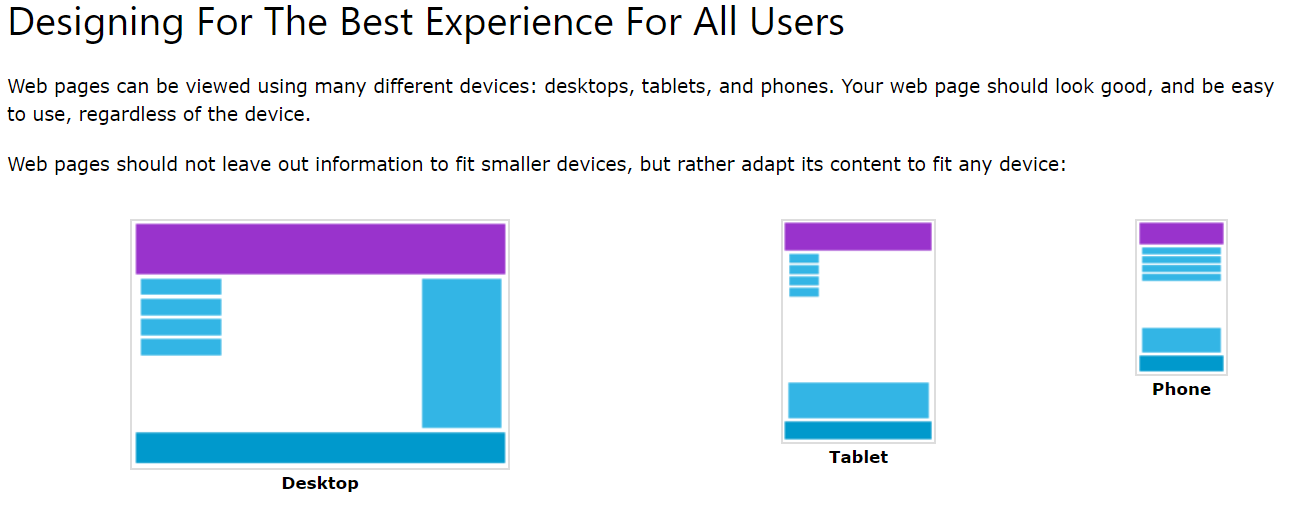 Designing For The Best Experience For All Users
Web pages can be viewed using many different devices: desktops, tablets, and phones. Your web page should look good, and be easy
to use, regardless of the device.
Web pages should not leave out information to fit smaller devices, but rather adapt its content to fit any device:
Desktop
Tablet
Phone